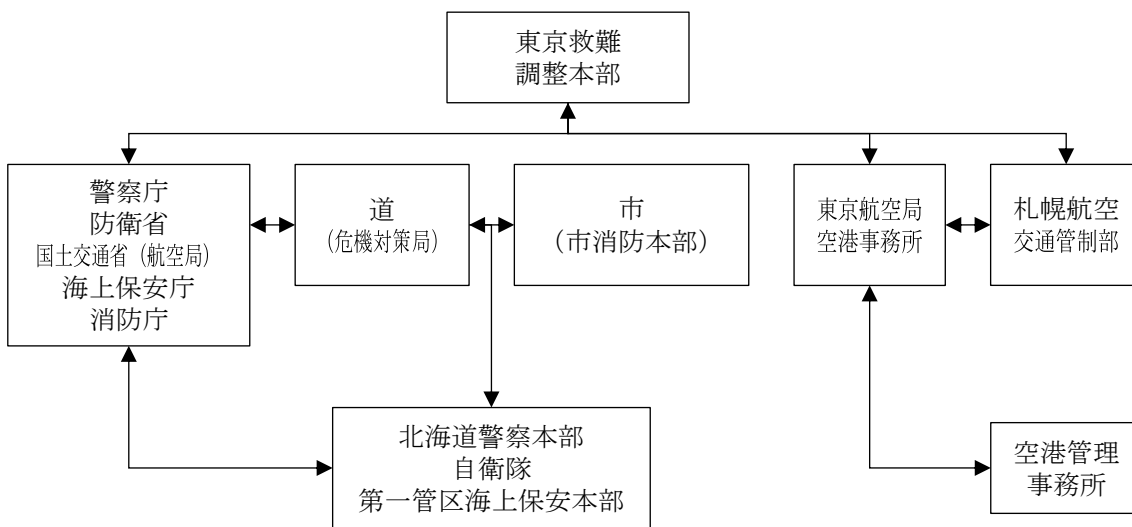 東京救難
調整本部
警察庁
防衛省
国土交通省（航空局）
海上保安庁
消防庁
道
（危機対策局）
市
（市消防本部）
東京航空局
空港事務所
札幌航空
交通管制部
北海道警察本部
自衛隊
第一管区海上保安本部
空港管理
事務所